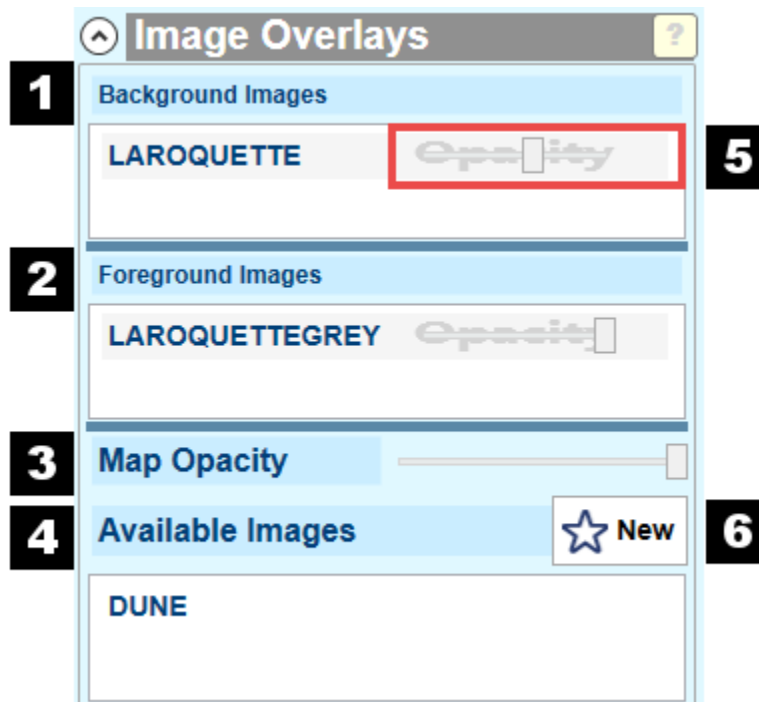 Image Overlays ?
1 Background Images
LAROQUETTE Opacity 5
2 Foreground Images
LAROQUETTEGREY Opacity
3 Map Opacity
4 Available Images New 6
DUNE